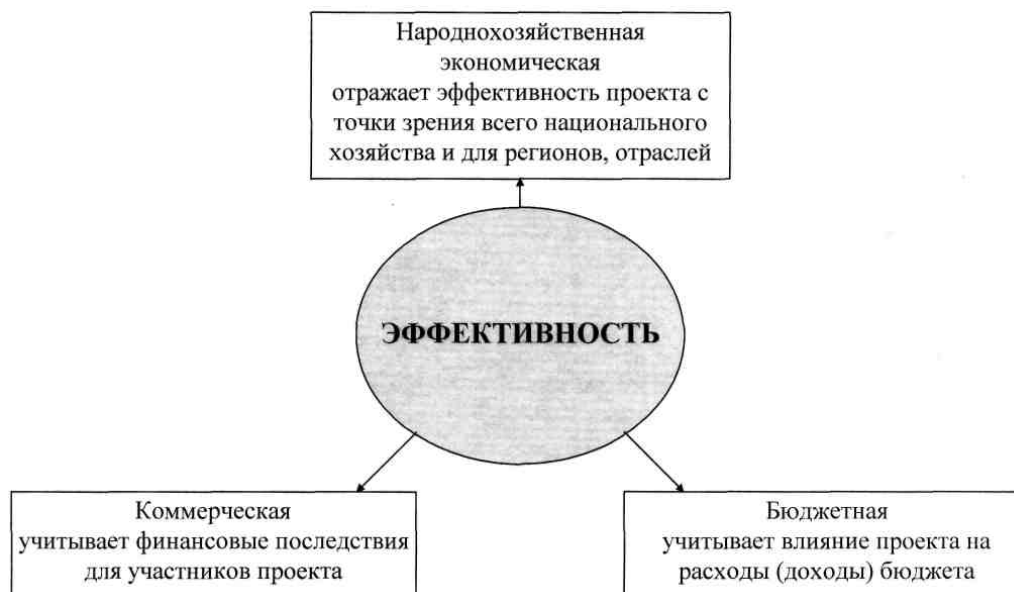 Народнохозяйственная
экономическая
отражает эффективность проекта с
точки зрения всего национального
хозяйства и для регионов, отраслей
ЭФФЕКТИВНОСТЬ
Коммерческая
учитывает финансовые последствия
для участников проекта
Бюджетная
учитывает влияние проекта на
расходы (доходы) бюджета